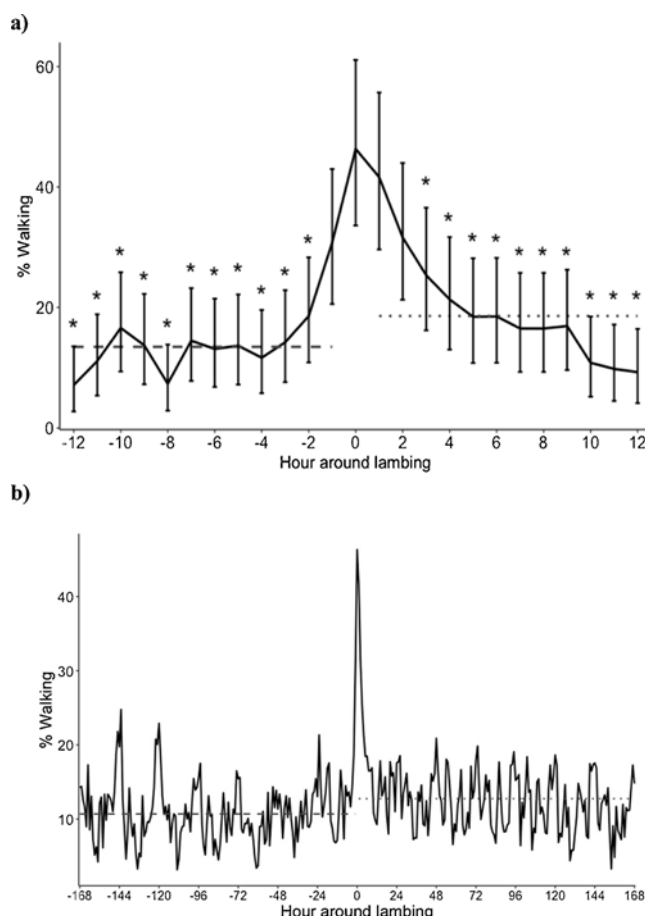 a)
% Walking
60
40
20
0
* * * * * * * * * * * * * * * * * * * * *
-12 -10 -8 -6 -4 -2 0 2 4 6 8 10 12
Hour around lambing
b)
% Walking
40
30
20
10
-168 -144 -120 -96 -72 -48 -24 0 24 48 72 96 120 144 168
Hour around lambing